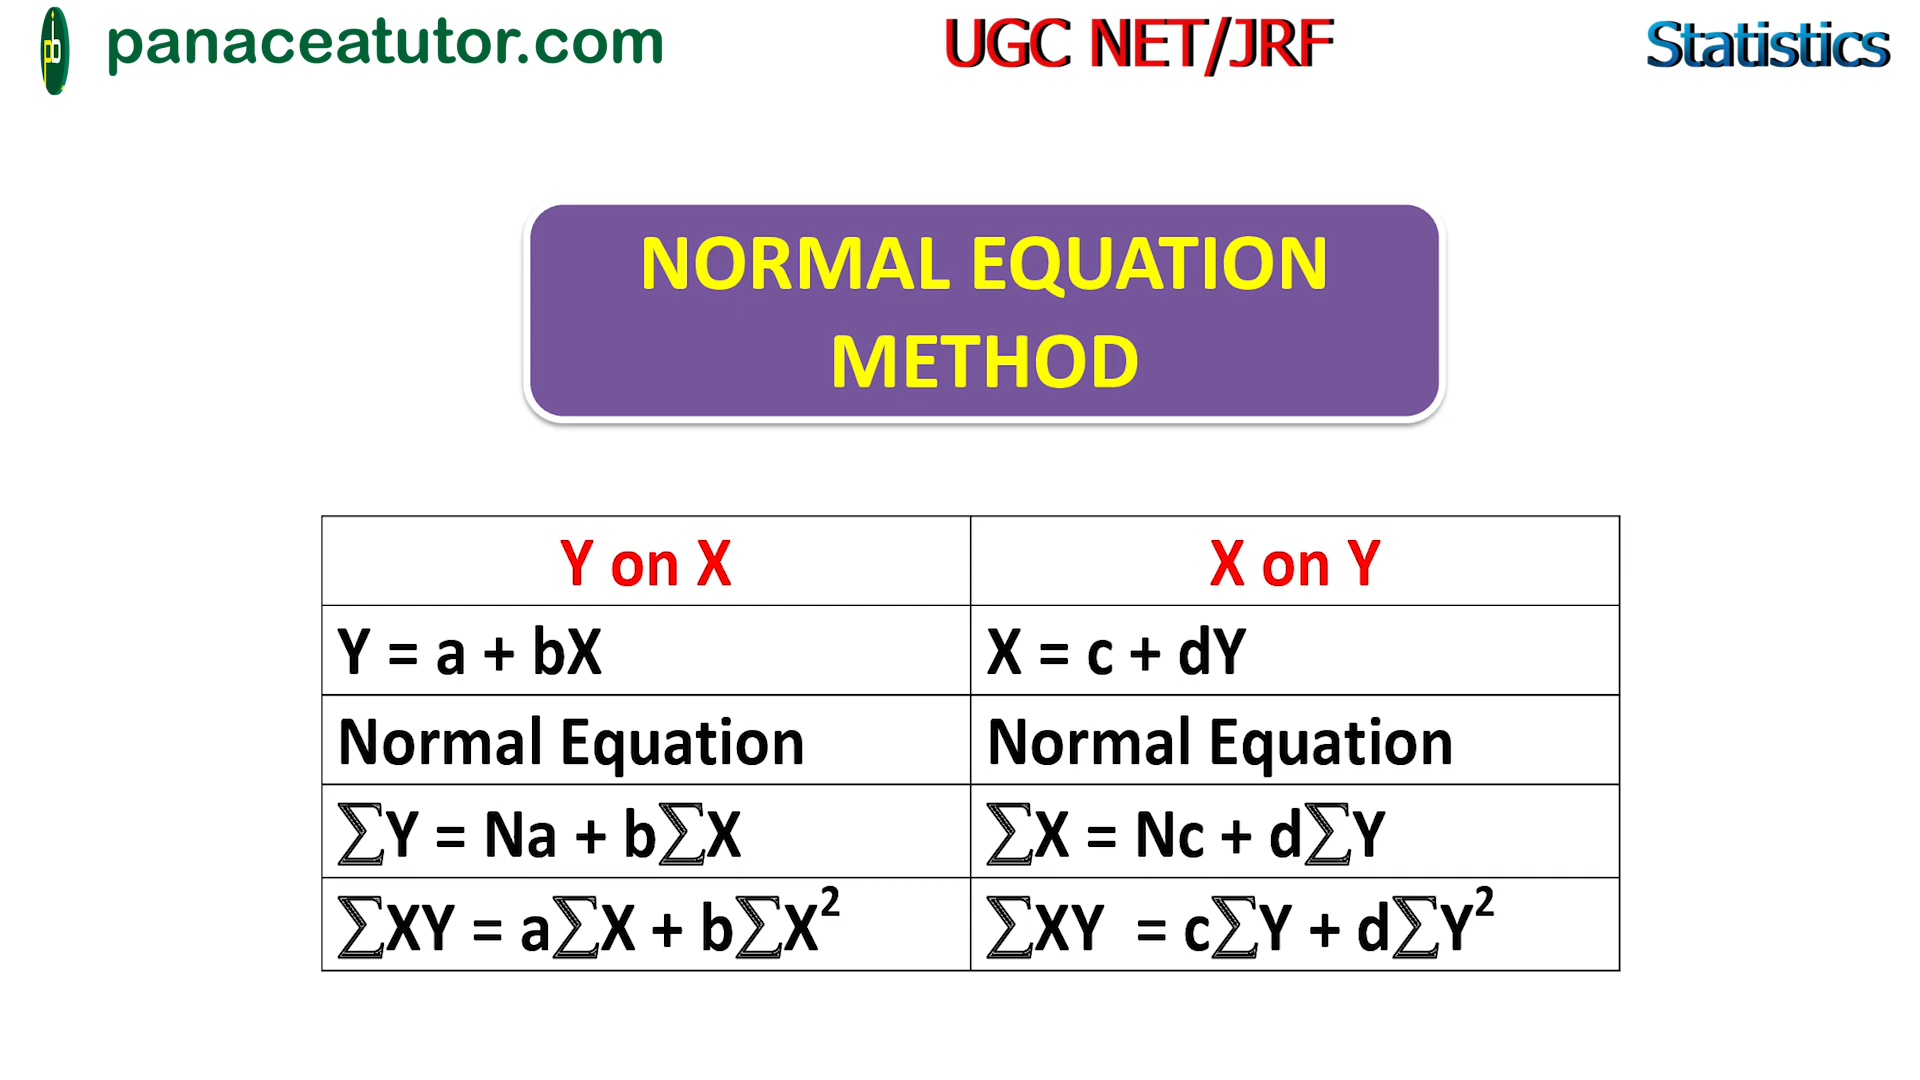 panaceatutor.com
UGC NET/JRF
Statistics
NORMAL EQUATION
METHOD
Y on X
X on Y
Y = a + bX
X = c + dY
Normal Equation
Normal Equation
∑Y = Na + b∑X
∑X = Nc + d∑Y
∑XY = a∑X + b∑X²
∑XY = c∑Y + d∑Y²